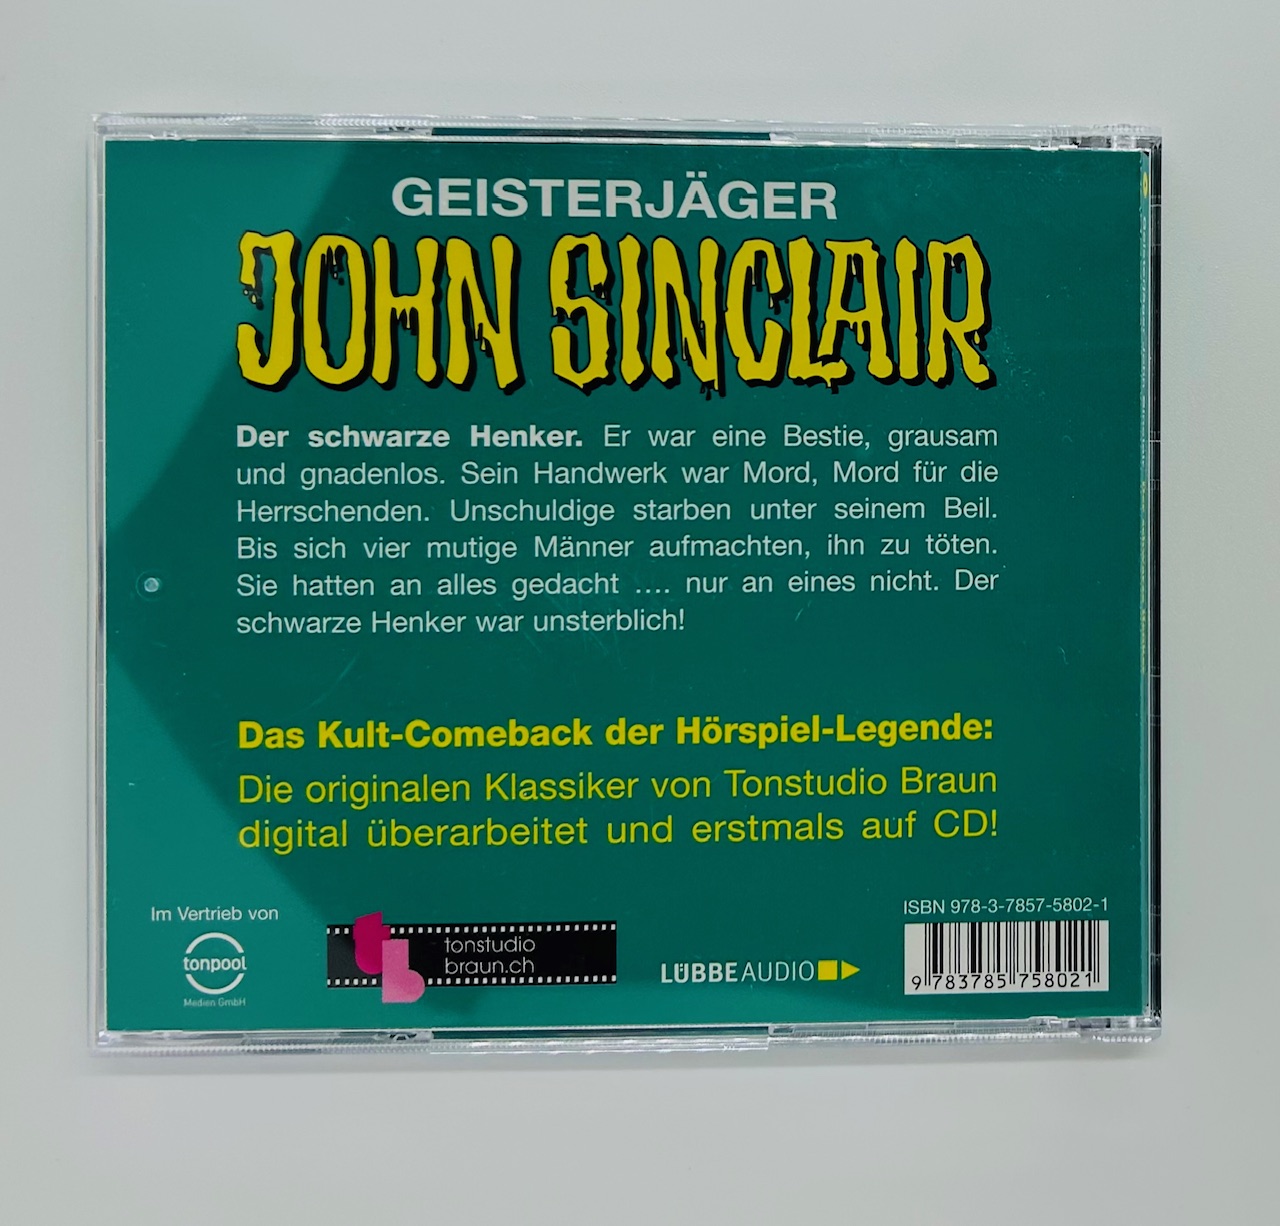 GEISTERJÄGER
JOHN SINCLAIR
Der schwarze Henker. Er war eine Bestie, grausam
und gnadenlos. Sein Handwerk war Mord, Mord für die
Herrschenden. Unschuldige starben unter seinem Beil.
Bis sich vier mutige Männer aufmachten, ihn zu töten.
Sie hatten an alles gedacht .... nur an eines nicht. Der
schwarze Henker war unsterblich!
Das Kult-Comeback der Hörspiel-Legende:
Die originalen Klassiker von Tonstudio Braun
digital überarbeitet und erstmals auf CD!
Im Vertrieb von
tonpool
Medien GmbH
tb
tonstudio
braun.ch
LÜBBE AUDIO
ISBN 978-3-7857-5802-1
9 783785 758021